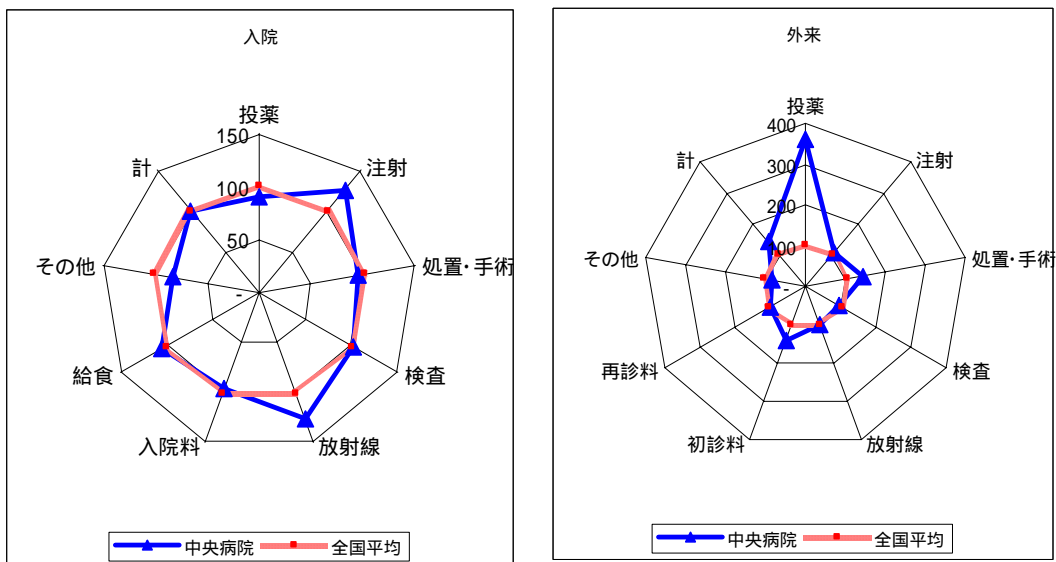 入院
投薬
150
注射
計
100
50
処置・手術
その他
-
検査
給食
放射線
入院料
中央病院
全国平均
外来
投薬
400
注射
計
300
200
処置・手術
その他
100
-
検査
再診料
放射線
初診料
中央病院
全国平均